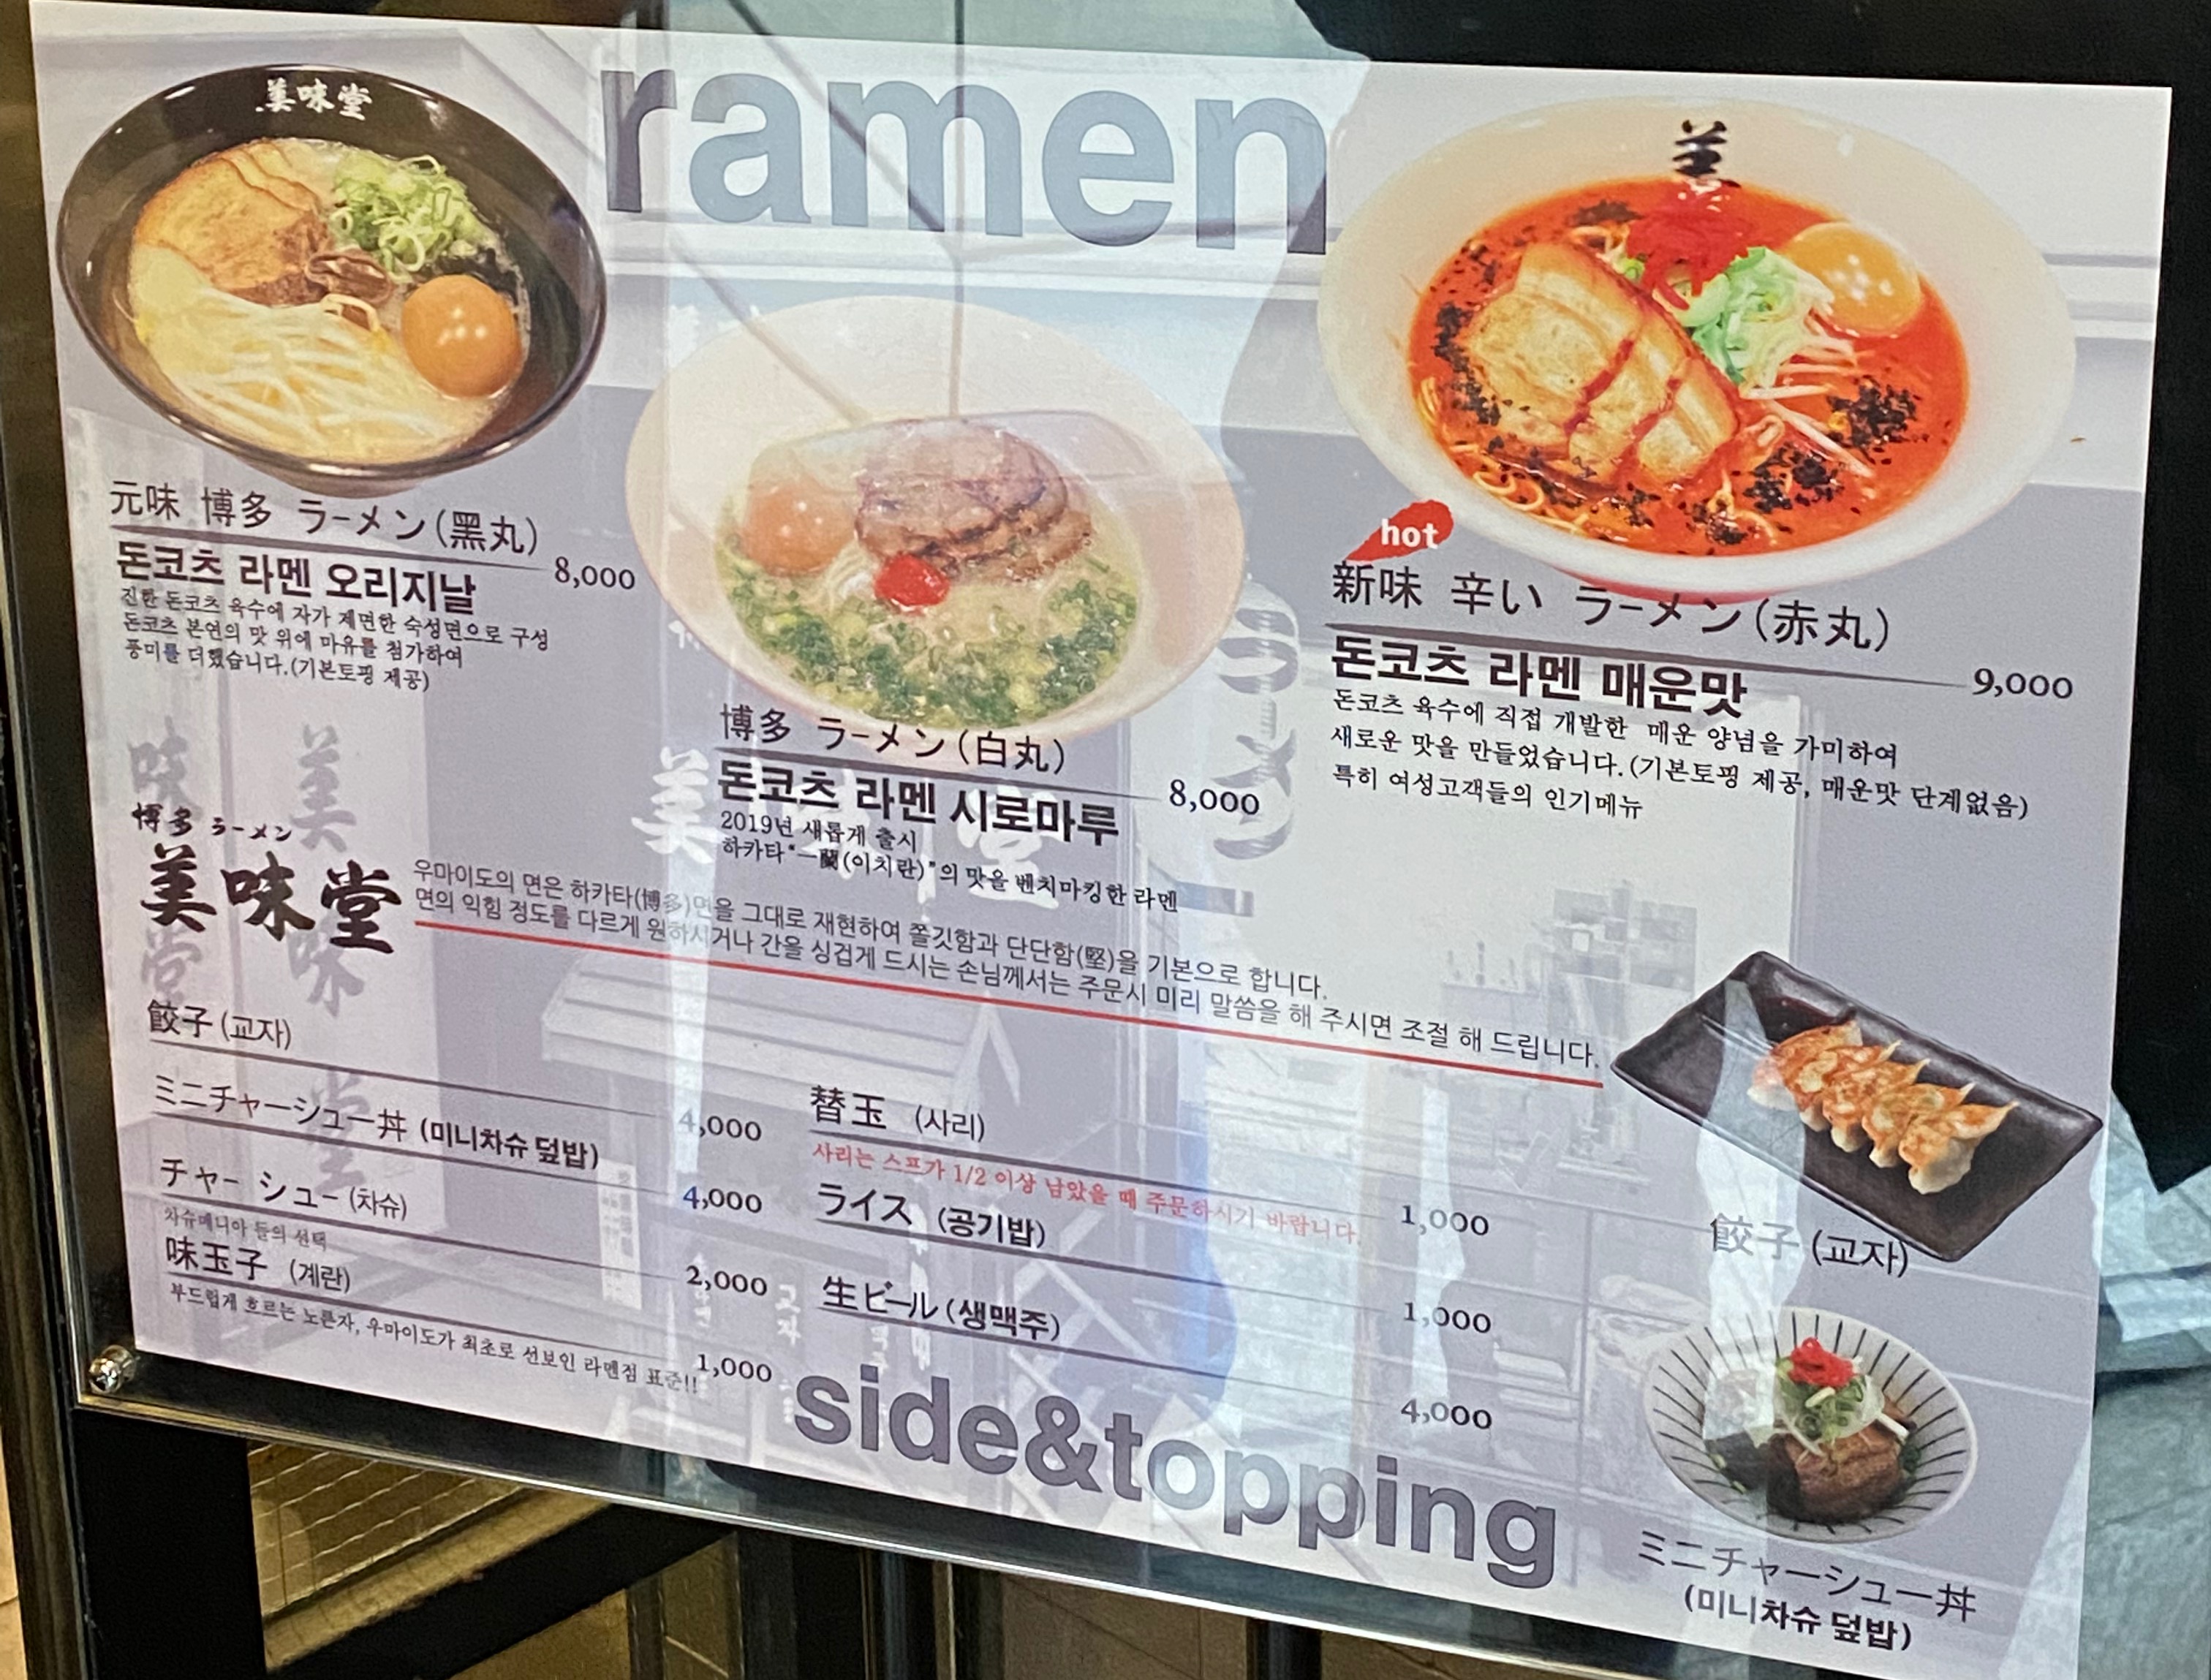 美味堂
ramen
美
元味 博多 ラーメン(黑丸)
돈코츠 라멘 오리지날
8,000
진한 돈코츠 육수에 자가 제면한 숙성면으로 구성
돈코츠 본연의 맛 위에 마유를 첨가하여
풍미를 더했습니다.(기본토핑 제공)
博多 ラーメン(白丸)
돈코츠 라멘 시로마루
8,000
2019년 새롭게 출시
하카타"一蘭(이치란)"의 맛을 벤치마킹한 라멘
hot
新味 辛い ラーメン(赤丸)
돈코츠 라멘 매운맛
9,000
돈코츠 육수에 직접 개발한 매운 양념을 가미하여
새로운 맛을 만들었습니다.(기본토핑 제공, 매운맛 단계없음)
특히 여성고객들의 인기메뉴
博多 ラーメン
美味堂
우마이도의 면은 하카타(博多)면을 그대로 재현하여 쫄깃함과 단단함(堅)을 기본으로 합니다.
면의 익힘 정도를 다르게 원하시거나 간을 싱겁게 드시는 손님께서는 주문시 미리 말씀을 해 주시면 조절 해 드립니다.
餃子 (교자)
4,000
ミニチャーシュー丼 (미니차슈 덮밥)
4,000
チャー シュー (차슈)
2,000
차슈매니아 들의 선택
味玉子 (계란)
1,000
부드럽게 흐르는 노른자, 우마이도가 최초로 선보인 라멘점 표준!!
替玉 (사리)
1,000
사리는 스프가 1/2 이상 남았을 때 주문하시기 바랍니다.
ライス (공기밥)
1,000
生ビール (생맥주)
4,000
side&topping
餃子 (교자)
ミニチャーシュー丼
(미니차슈 덮밥)